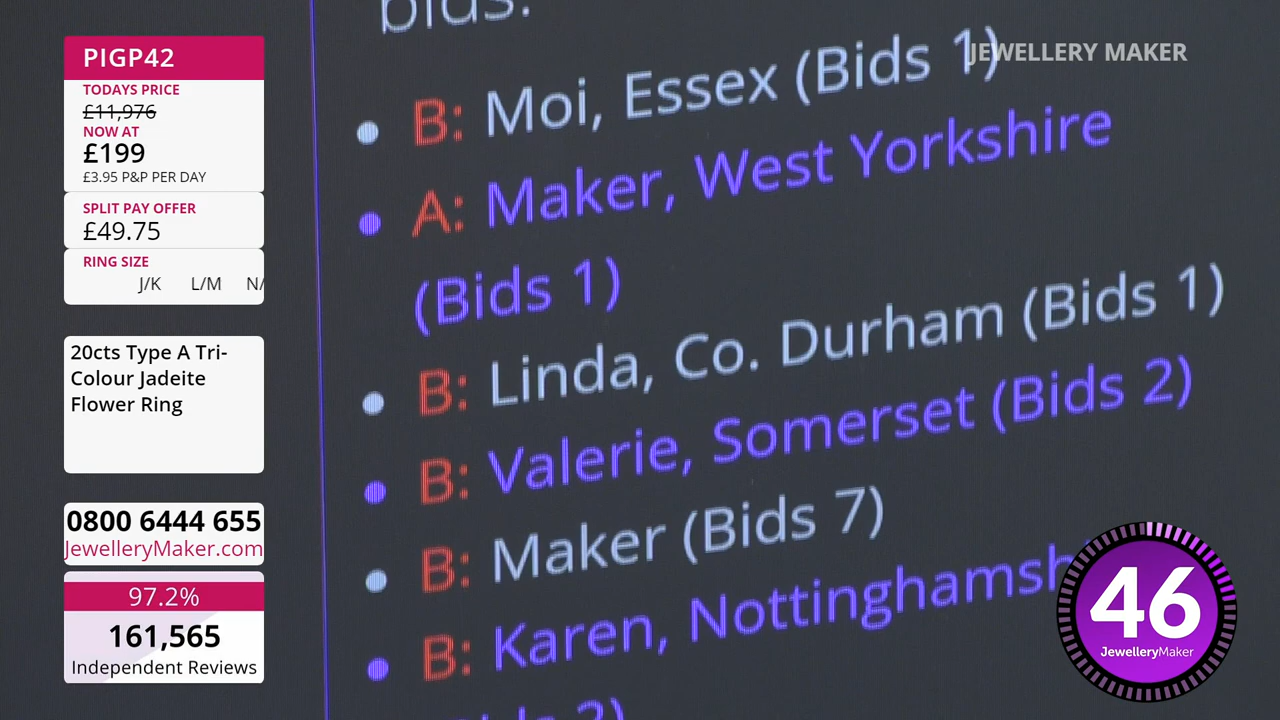 PIGP42
TODAYS PRICE
£11,976
NOW AT
£199
£3.95 P&P PER DAY
SPLIT PAY OFFER
£49.75
RING SIZE
J/K L/M N/
20cts Type A Tri-
Colour Jadeite
Flower Ring
0800 6444 655
JewelleryMaker.com
97.2%
161,565
Independent Reviews
bids:
JEWELLERY MAKER
B: Moi, Essex (Bids 1)
A: Maker, West Yorkshire
(Bids 1)
B: Linda, Co. Durham (Bids 1)
B: Valerie, Somerset (Bids 2)
B: Maker (Bids 7)
B: Karen, Nottinghamsh
46
JewelleryMaker